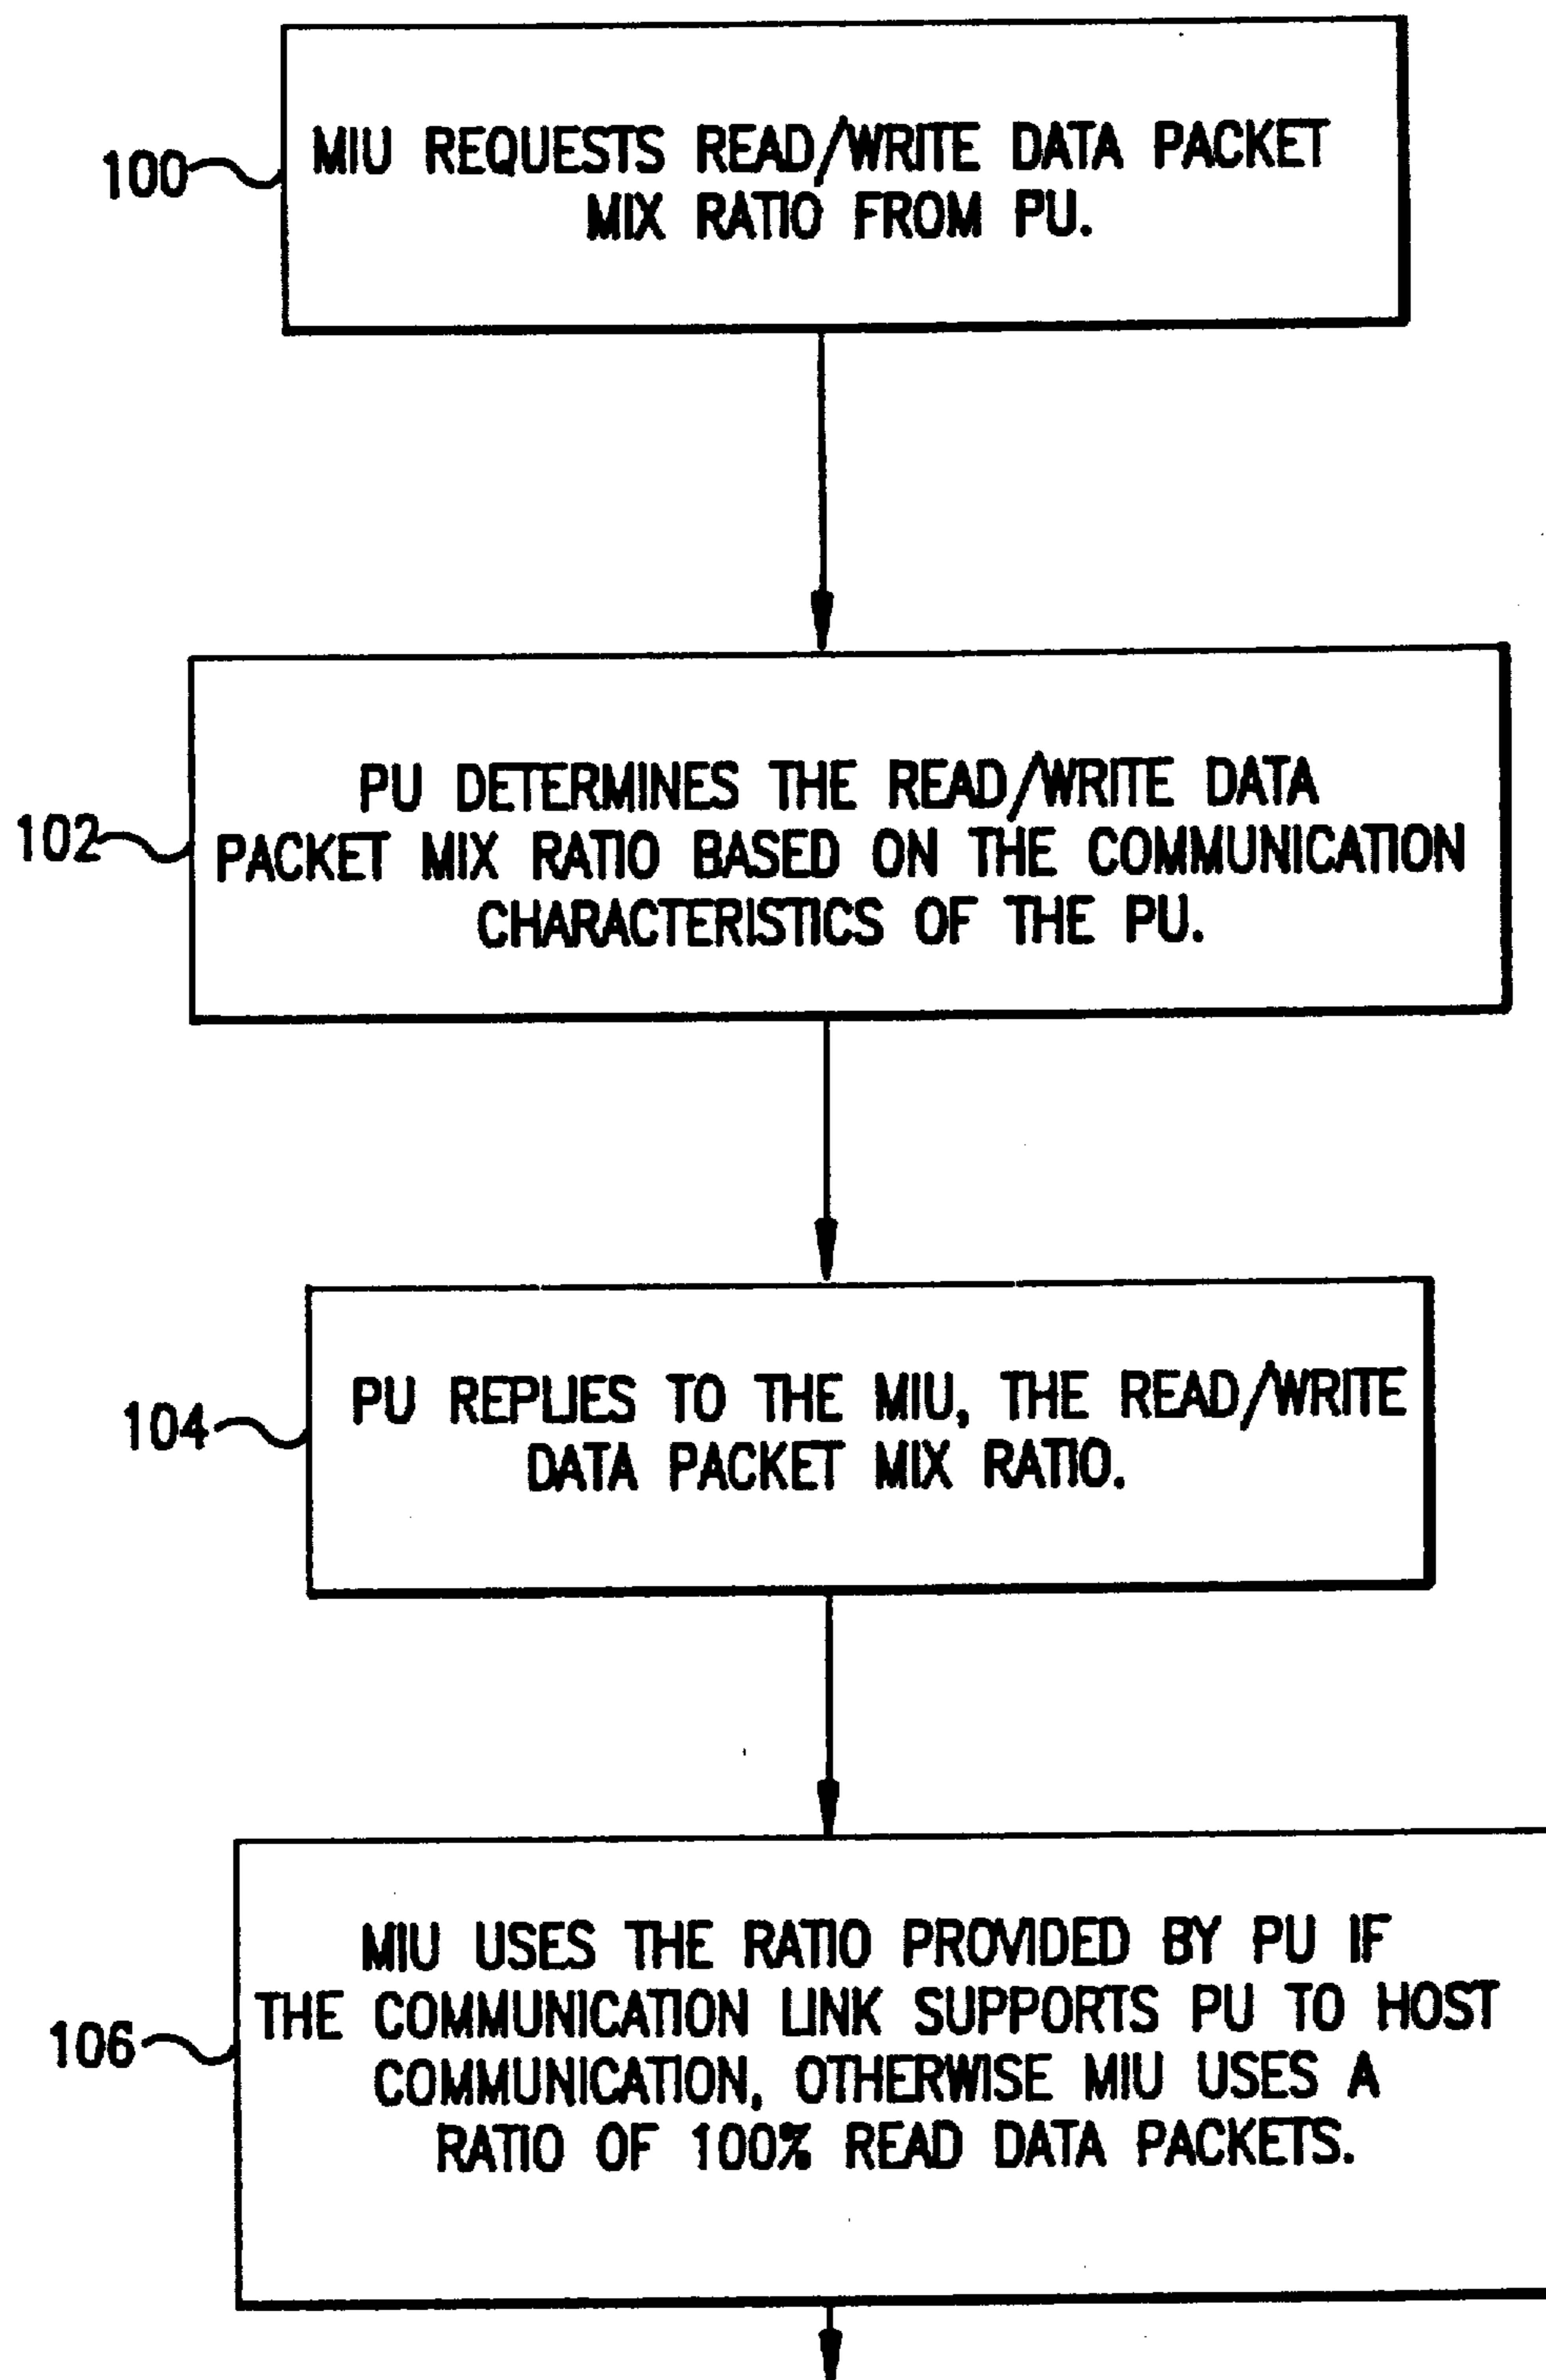 100
MIU REQUESTS READ/WRITE DATA PACKET
MIX RATIO FROM PU.
102
PU DETERMINES THE READ/WRITE DATA
PACKET MIX RATIO BASED ON THE COMMUNICATION
CHARACTERISTICS OF THE PU.
104
PU REPLIES TO THE MIU, THE READ/WRITE
DATA PACKET MIX RATIO.
106
MIU USES THE RATIO PROVIDED BY PU IF
THE COMMUNICATION LINK SUPPORTS PU TO HOST
COMMUNICATION, OTHERWISE MIU USES A
RATIO OF 100% READ DATA PACKETS.